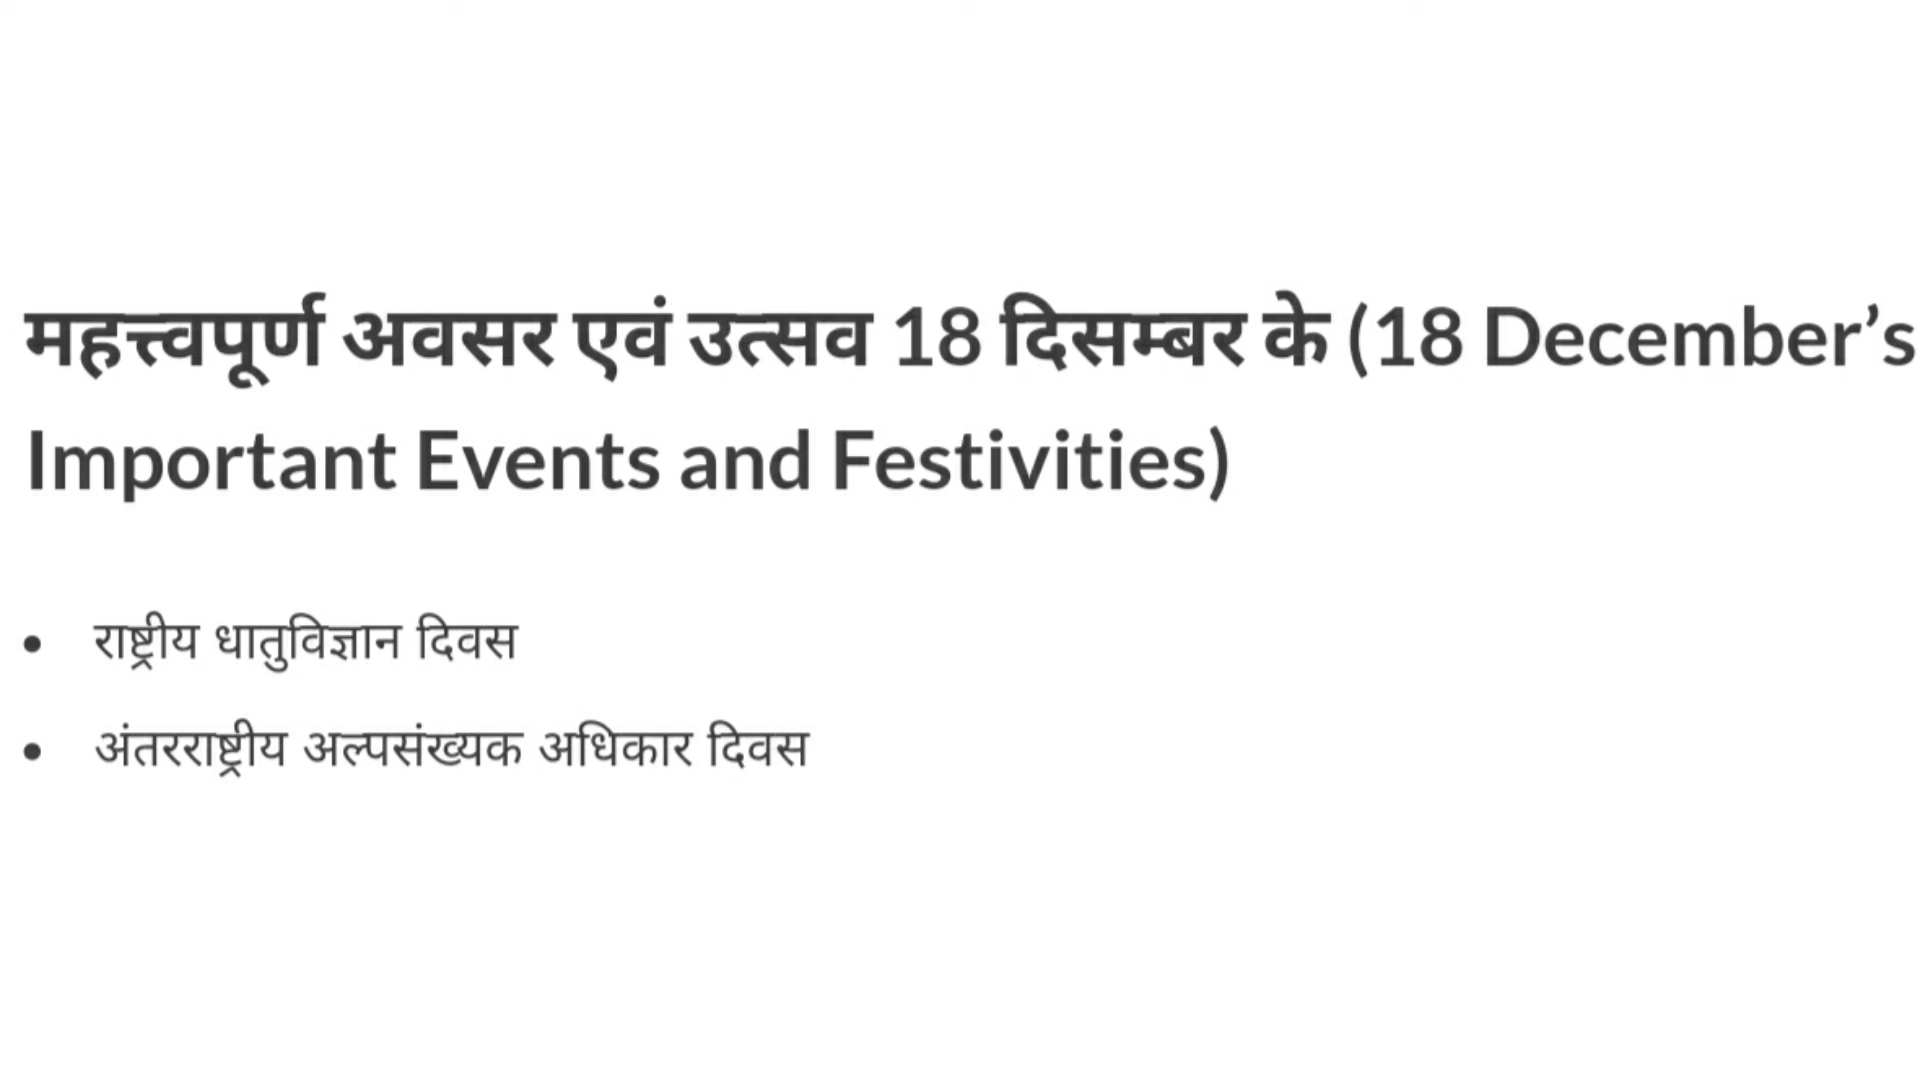 महत्त्वपूर्ण अवसर एवं उत्सव 18 दिसम्बर के (18 December’s
Important Events and Festivities)
• राष्ट्रीय धातुविज्ञान दिवस
• अंतरराष्ट्रीय अल्पसंख्यक अधिकार दिवस